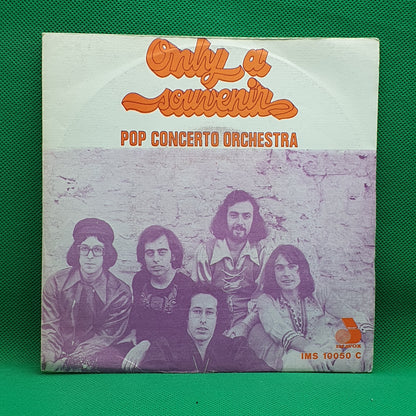 Only a
souvenir
POP CONCERTO ORCHESTRA
IMS 10050 C